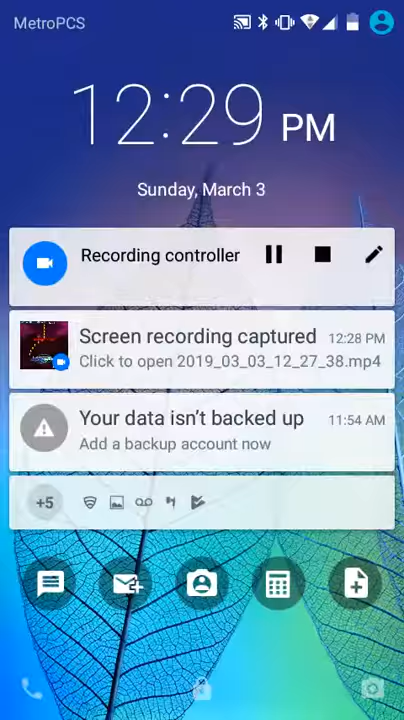 MetroPCS
12:29 PM
Sunday, March 3
Recording controller
Screen recording captured 12:28 PM
Click to open 2019_03_03_12_27_38.mp4
Your data isn't backed up 11:54 AM
Add a backup account now
+5